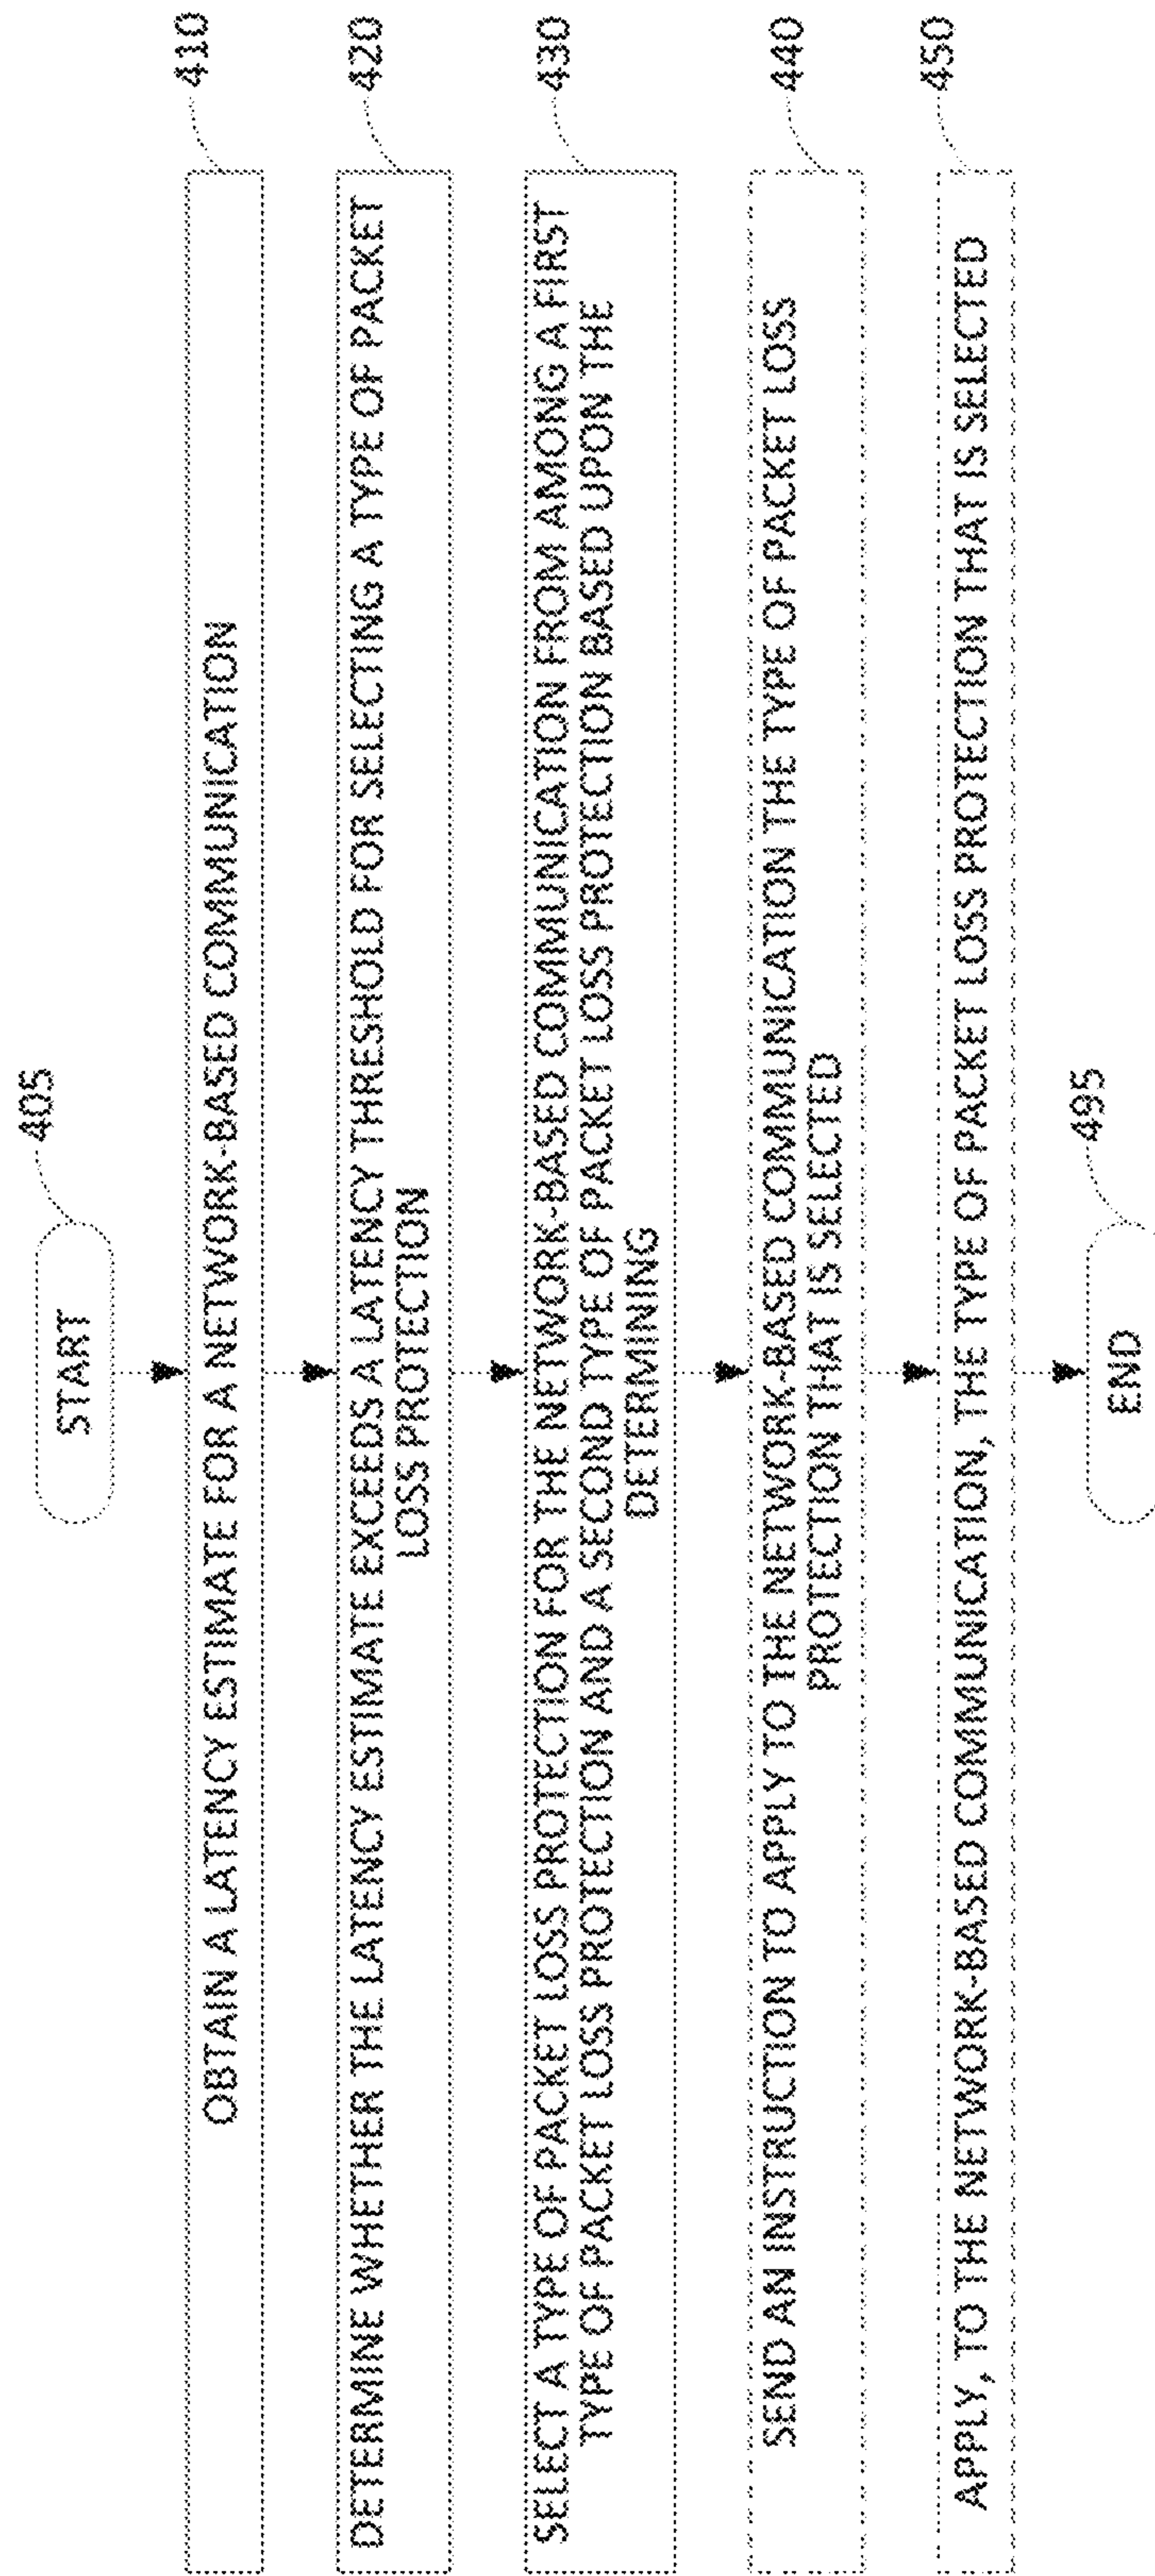 405
START
410
OBTAIN A LATENCY ESTIMATE FOR A NETWORK-BASED COMMUNICATION
420
DETERMINE WHETHER THE LATENCY ESTIMATE EXCEEDS A LATENCY THRESHOLD FOR SELECTING A TYPE OF PACKET
LOSS PROTECTION
430
SELECT A TYPE OF PACKET LOSS PROTECTION FOR THE NETWORK-BASED COMMUNICATION FROM AMONG A FIRST
TYPE OF PACKET LOSS PROTECTION AND A SECOND TYPE OF PACKET LOSS PROTECTION BASED UPON THE
DETERMINING
440
SEND AN INSTRUCTION TO APPLY TO THE NETWORK-BASED COMMUNICATION THE TYPE OF PACKET LOSS
PROTECTION THAT IS SELECTED
450
APPLY, TO THE NETWORK-BASED COMMUNICATION, THE TYPE OF PACKET LOSS PROTECTION THAT IS SELECTED
495
END